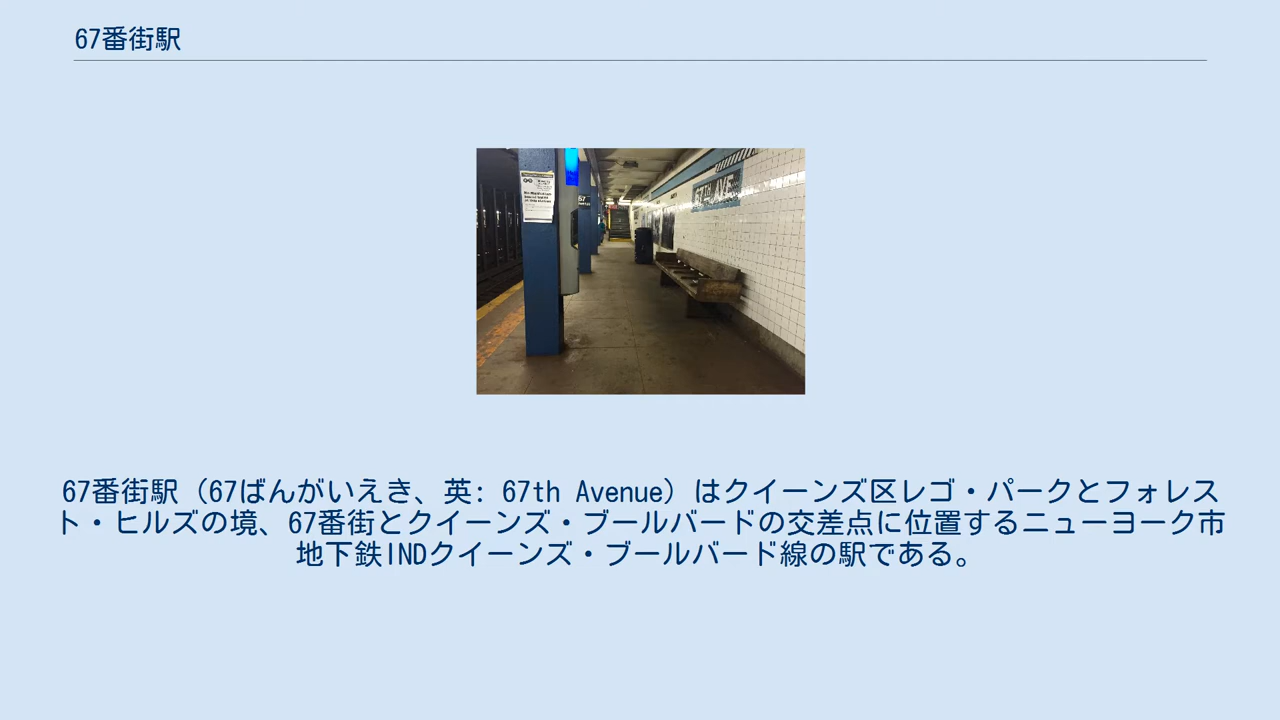 67番街駅
67TH AVE
67
67番街駅（67ばんがいえき、英: 67th Avenue）はクイーンズ区レゴ・パークとフォレス
ト・ヒルズの境、67番街とクイーンズ・ブールバードの交差点に位置するニューヨーク市
地下鉄INDクイーンズ・ブールバード線の駅である。